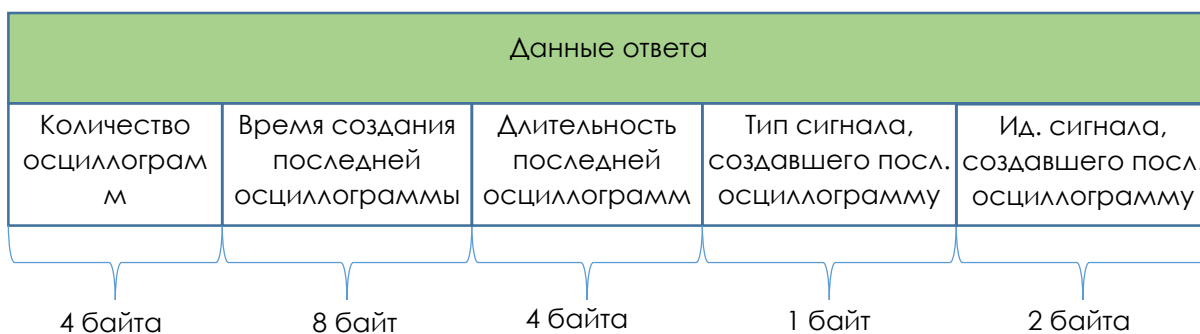 Данные ответа
Количество
осциллограм
м
Время создания
последней
осциллограммы
Длительность
последней
осциллограмм
Тип сигнала,
создавшего посл.
осциллограмму
Ид. сигнала,
создавшего посл.
осциллограмму
4 байта
8 байт
4 байта
1 байт
2 байта